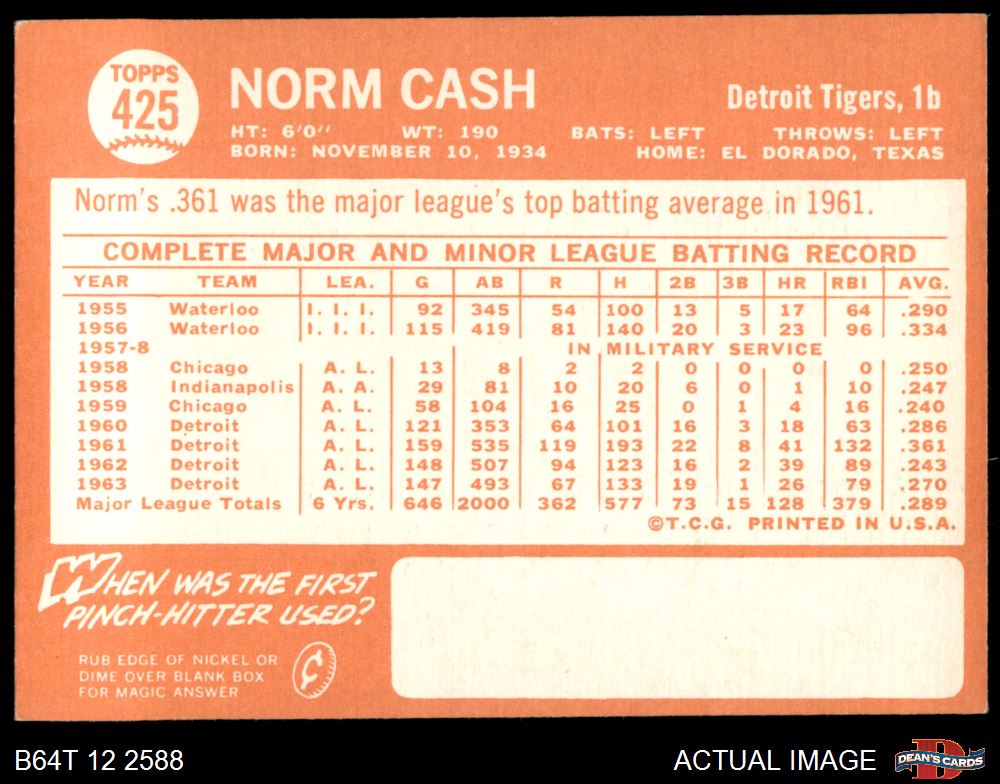 TOPPS
425
NORM CASH
Detroit Tigers, 1b
HT: 6'0" WT: 190 BATS: LEFT THROWS: LEFT
BORN: NOVEMBER 10, 1934 HOME: EL DORADO, TEXAS
Norm's .361 was the major league's top batting average in 1961.
COMPLETE MAJOR AND MINOR LEAGUE BATTING RECORD
YEAR TEAM LEA. G AB R H 2B 3B HR RBI AVG.
1955 Waterloo I. I. I. 92 345 54 100 13 5 17 64 .290
1956 Waterloo I. I. I. 115 419 81 140 20 3 23 96 .334
1957-8 IN MILITARY SERVICE
1958 Chicago A. L. 13 8 2 2 0 0 0 0 .250
1958 Indianapolis A. A. 29 81 10 20 6 0 1 10 .247
1959 Chicago A. L. 58 104 16 25 0 1 4 16 .240
1960 Detroit A. L. 121 353 64 101 16 3 18 63 .286
1961 Detroit A. L. 159 535 119 193 22 8 41 132 .361
1962 Detroit A. L. 148 507 94 123 16 2 39 89 .243
1963 Detroit A. L. 147 493 67 133 19 1 26 79 .270
Major League Totals 6 Yrs. 646 2000 362 577 73 15 128 379 .289
©T.C.G. PRINTED IN U.S.A.
WHEN WAS THE FIRST
PINCH-HITTER USED?
RUB EDGE OF NICKEL OR
DIME OVER BLANK BOX
FOR MAGIC ANSWER
¢
B64T 12 2588
ACTUAL IMAGE
DEAN'S CARDS